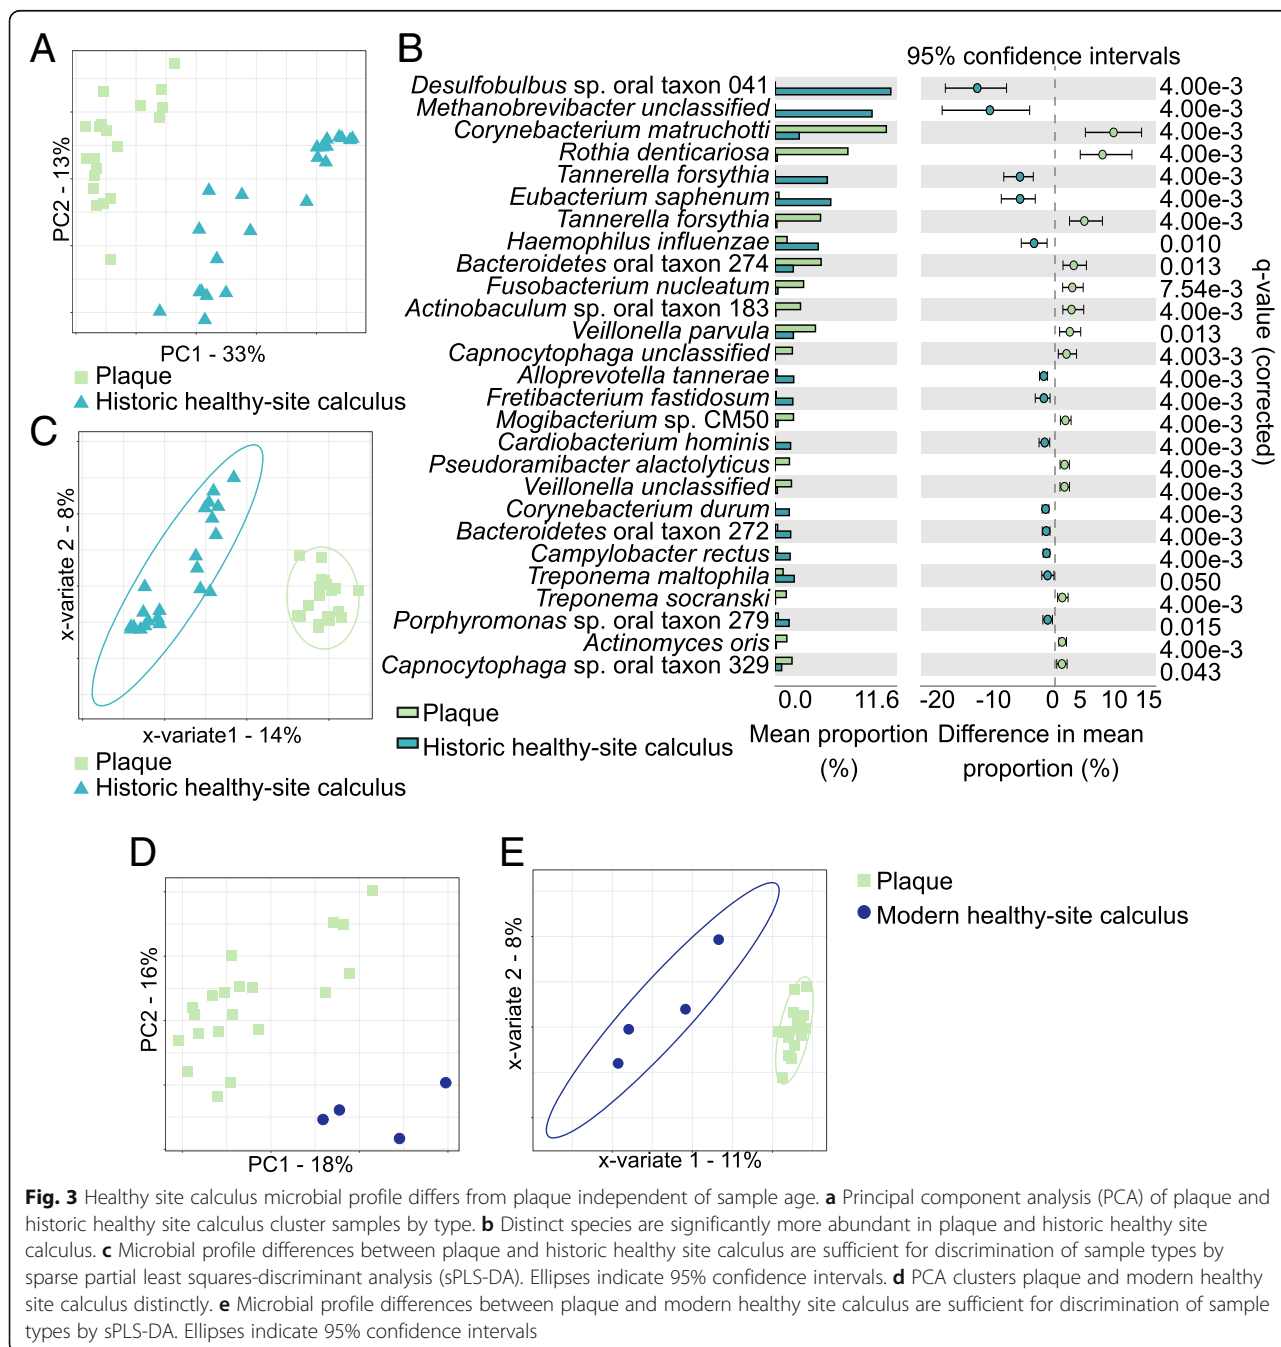 A
PC2 - 13%
PC1 - 33%
Plaque
Historic healthy-site calculus
B
95% confidence intervals
Desulfobulbus sp. oral taxon 041
4.00e-3
Methanobrevibacter unclassified
4.00e-3
Corynebacterium matruchotti
4.00e-3
Rothia denticariosa
4.00e-3
Tannerella forsythia
4.00e-3
Eubacterium saphenum
4.00e-3
Tannerella forsythia
4.00e-3
Haemophilus influenzae
0.010
Bacteroidetes oral taxon 274
0.013
Fusobacterium nucleatum
7.54e-3
Actinobaculum sp. oral taxon 183
4.00e-3
Veillonella parvula
0.013
Capnocytophaga unclassified
4.003-3
Alloprevotella tannerae
4.00e-3
Fretibacterium fastidosum
4.00e-3
Mogibacterium sp. CM50
4.00e-3
Cardiobacterium hominis
4.00e-3
Pseudoramibacter alactolyticus
4.00e-3
Veillonella unclassified
4.00e-3
Corynebacterium durum
4.00e-3
Bacteroidetes oral taxon 272
4.00e-3
Campylobacter rectus
4.00e-3
Treponema maltophila
0.050
Treponema socranski
4.00e-3
Porphyromonas sp. oral taxon 279
0.015
Actinomyces oris
4.00e-3
Capnocytophaga sp. oral taxon 329
0.043
q-value (corrected)
0.0 11.6
-20 -10 0 5 10 15
Plaque
Historic healthy-site calculus
Mean proportion
(%)
Difference in mean
proportion (%)
C
x-variate 2 - 8%
x-variate1 - 14%
Plaque
Historic healthy-site calculus
D
PC2 - 16%
PC1 - 18%
E
x-variate 2 - 8%
x-variate 1 - 11%
Plaque
Modern healthy-site calculus
Fig. 3 Healthy site calculus microbial profile differs from plaque independent of sample age. a Principal component analysis (PCA) of plaque and
historic healthy site calculus cluster samples by type. b Distinct species are significantly more abundant in plaque and historic healthy site
calculus. c Microbial profile differences between plaque and historic healthy site calculus are sufficient for discrimination of sample types by
sparse partial least squares-discriminant analysis (sPLS-DA). Ellipses indicate 95% confidence intervals. d PCA clusters plaque and modern healthy
site calculus distinctly. e Microbial profile differences between plaque and modern healthy site calculus are sufficient for discrimination of sample
types by sPLS-DA. Ellipses indicate 95% confidence intervals